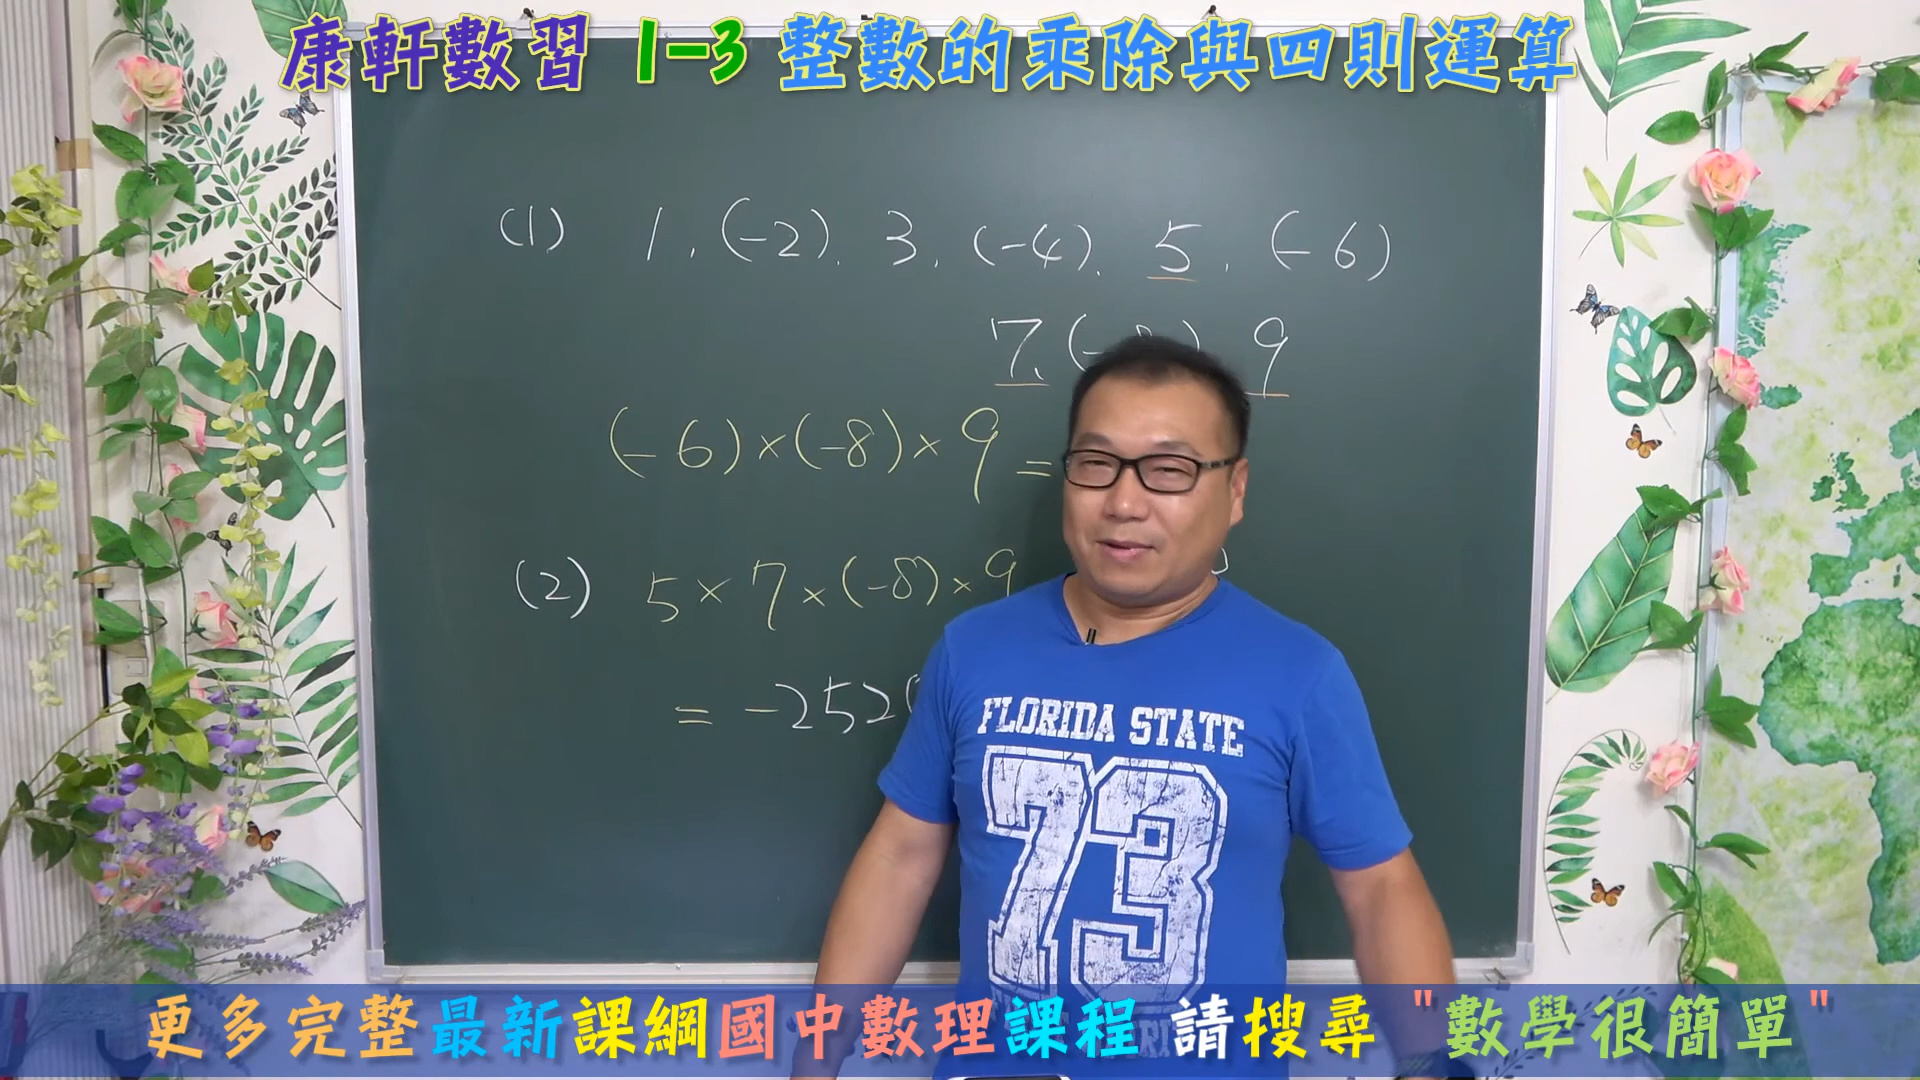 康軒數習 1-3 整數的乘除與四則運算
(1) 1, (-2), 3, (-4), 5, (-6)
7, (-8) 9
(-6)×(-8)×9=
(2) 5×7×(-8)×9
= -2520
FLORIDA STATE
73
更多完整最新課綱國中數理課程 請搜尋 "數學很簡單"